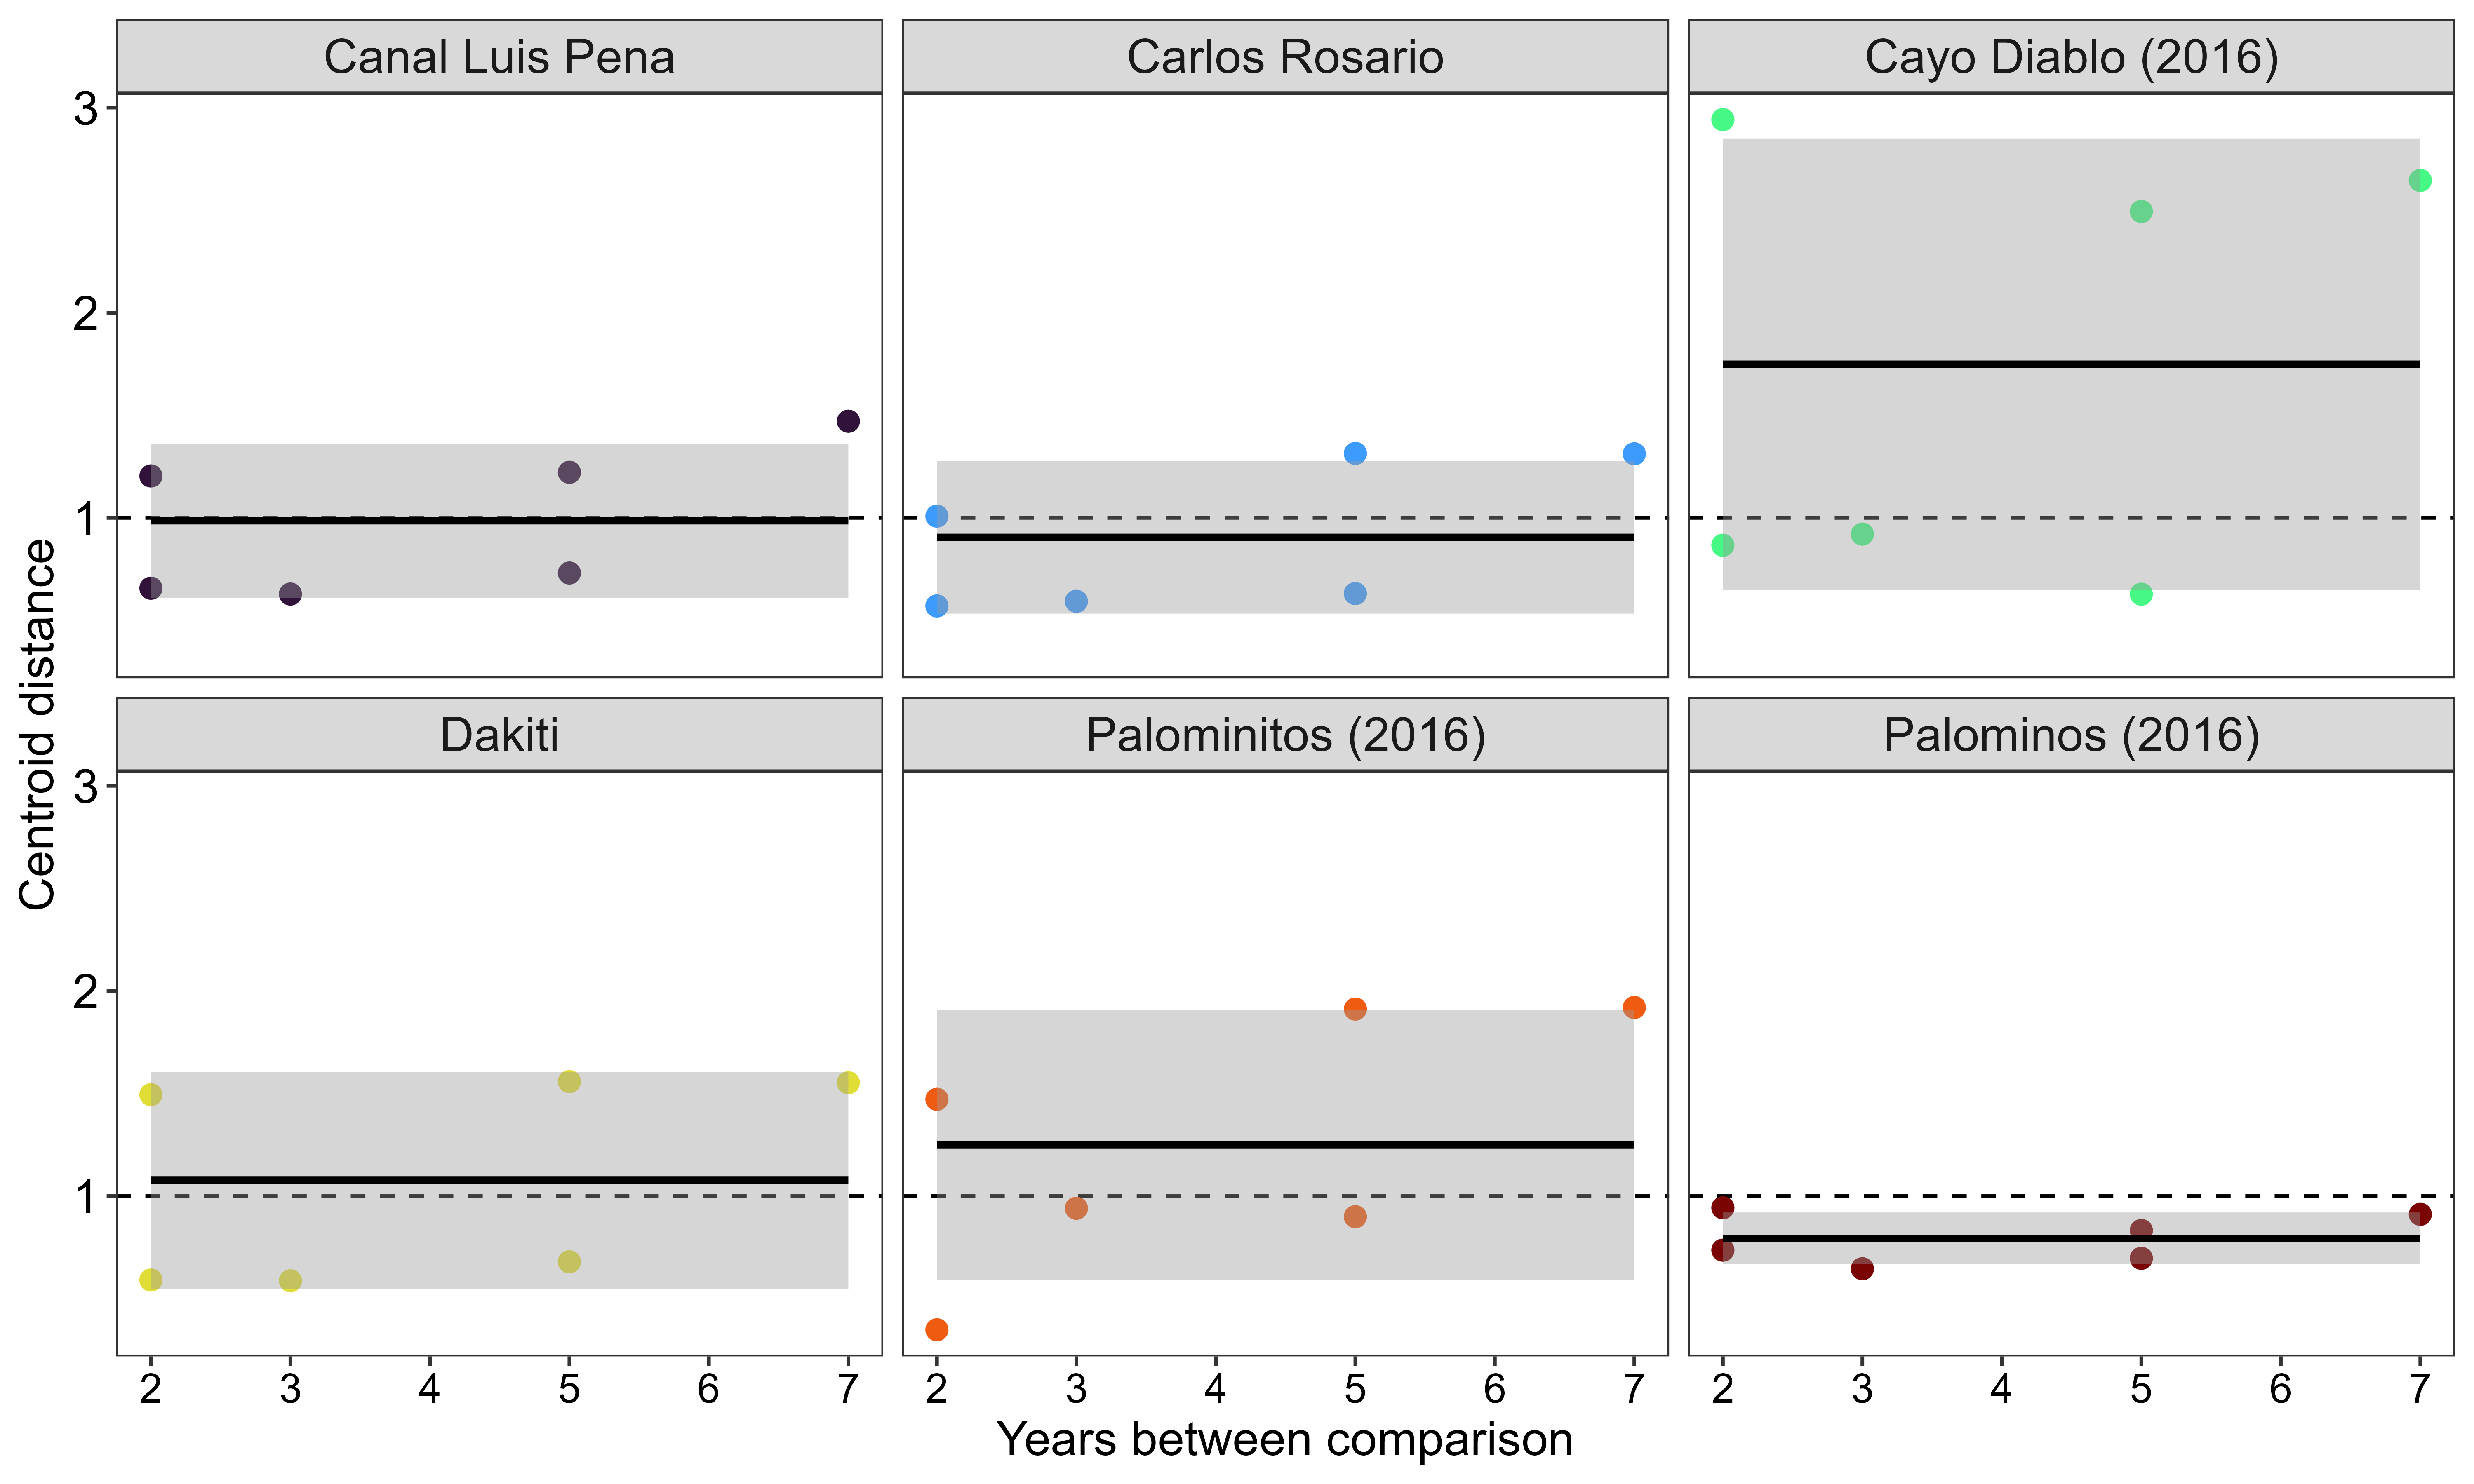 Canal Luis Pena
Carlos Rosario
Cayo Diablo (2016)
3
2
1
Centroid distance
Dakiti
Palominitos (2016)
Palominos (2016)
3
2
1
2 3 4 5 6 7
2 3 4 5 6 7
2 3 4 5 6 7
Years between comparison